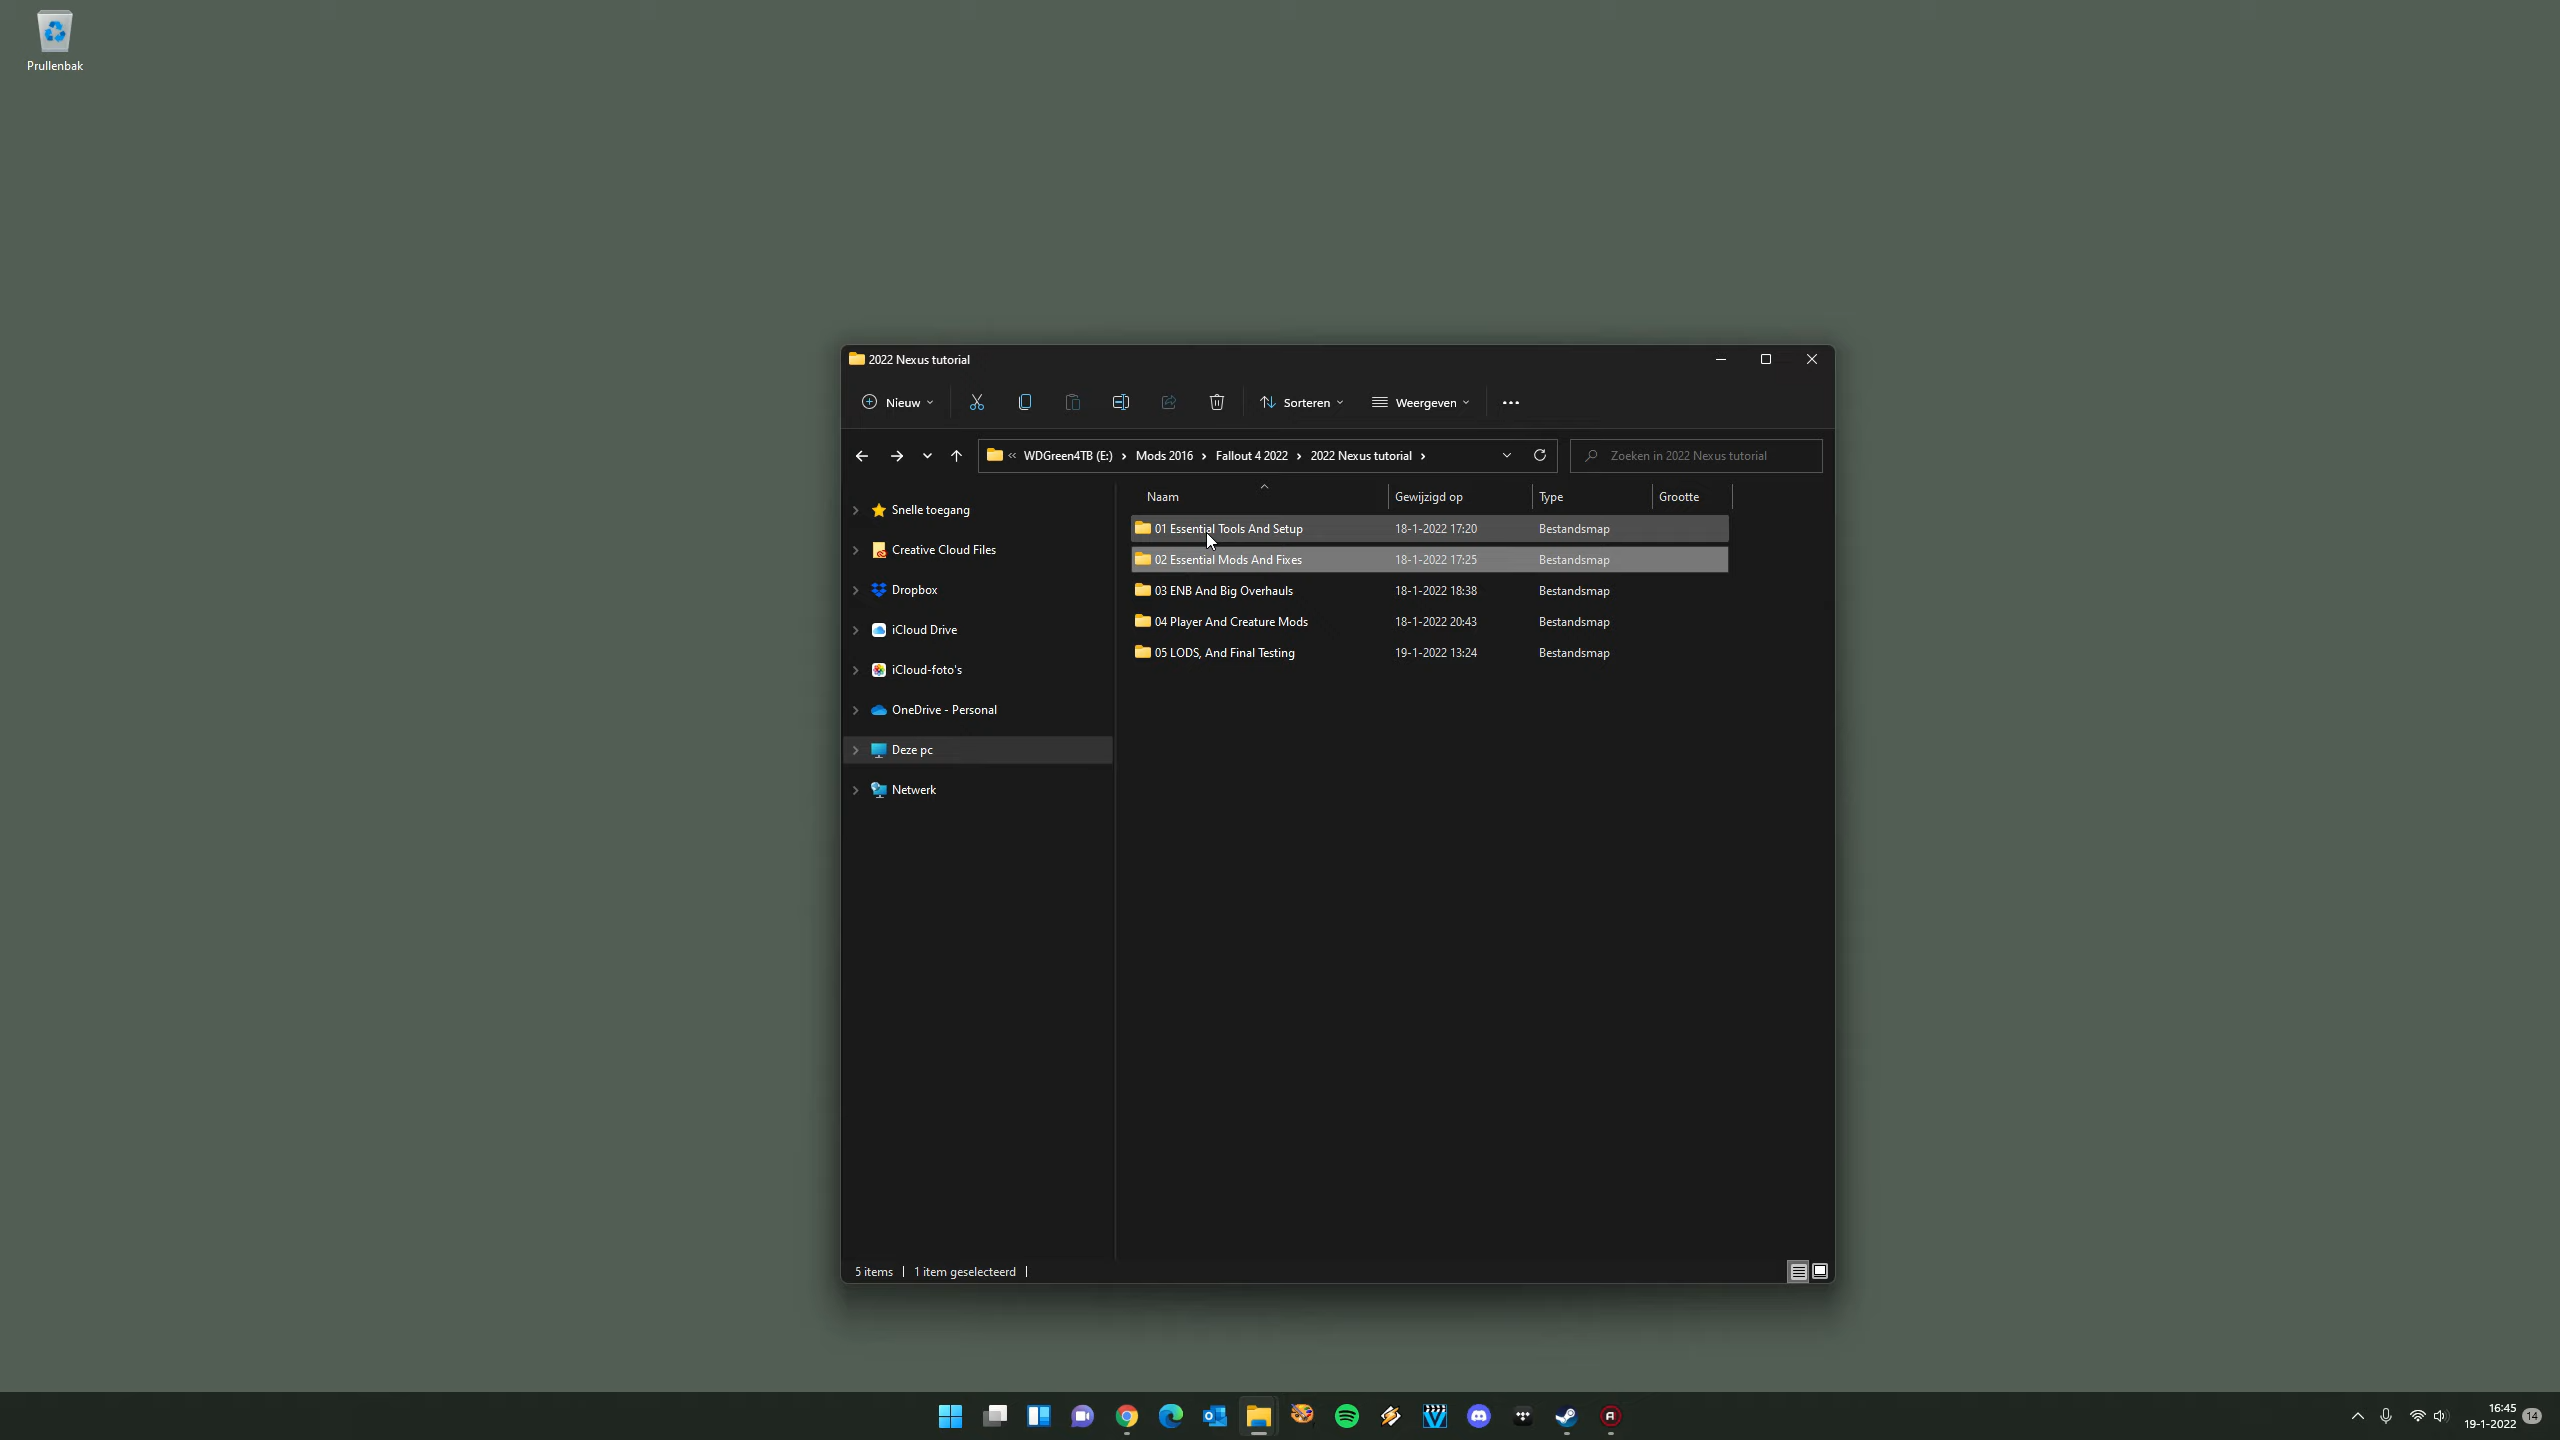 Prullenbak
2022 Nexus tutorial
Nieuw
Sorteren
Weergeven
« WDGreen4TB (E:) › Mods 2016 › Fallout 4 2022 › 2022 Nexus tutorial ›
Zoeken in 2022 Nexus tutorial
Snelle toegang
Creative Cloud Files
Dropbox
iCloud Drive
iCloud-foto's
OneDrive - Personal
Deze pc
Netwerk
Naam Gewijzigd op Type Grootte
01 Essential Tools And Setup 18-1-2022 17:20 Bestandsmap
02 Essential Mods And Fixes 18-1-2022 17:25 Bestandsmap
03 ENB And Big Overhauls 18-1-2022 18:38 Bestandsmap
04 Player And Creature Mods 18-1-2022 20:43 Bestandsmap
05 LODS, And Final Testing 19-1-2022 13:24 Bestandsmap
5 items | 1 item geselecteerd |
16:45
19-1-2022
14